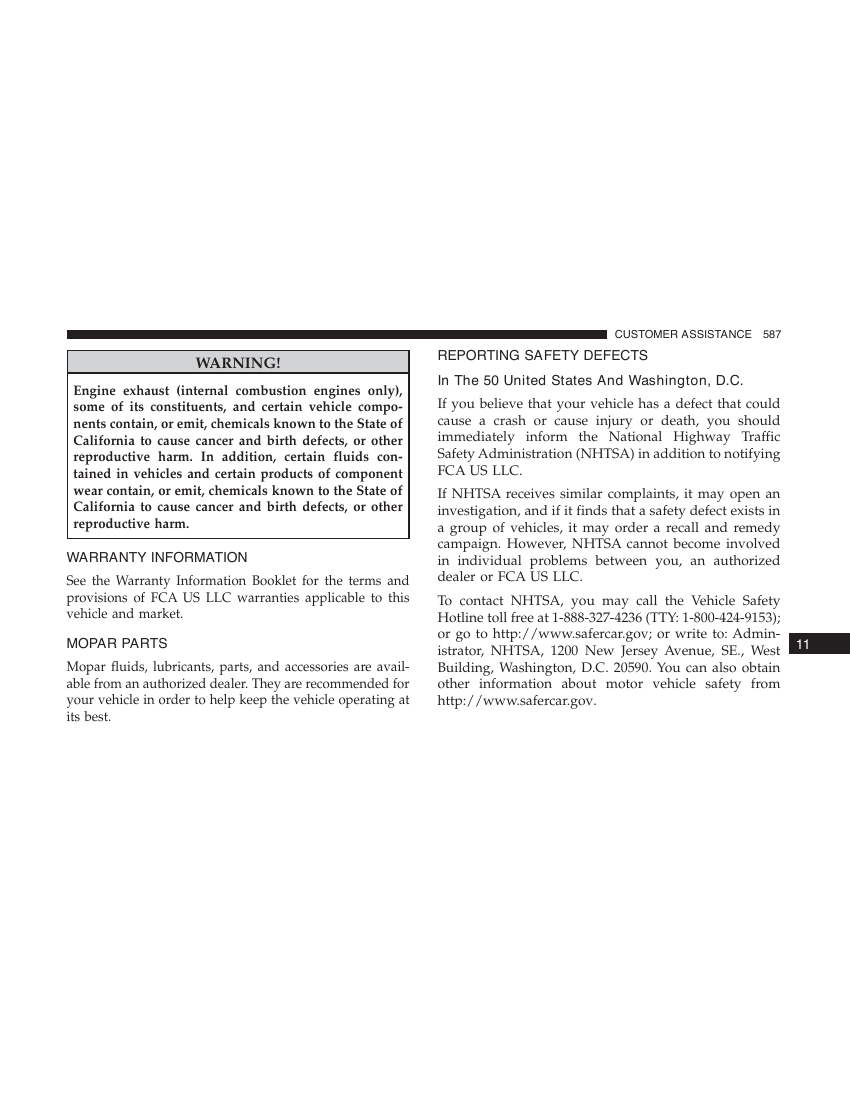 CUSTOMER ASSISTANCE 587
WARNING!
Engine exhaust (internal combustion engines only),
some of its constituents, and certain vehicle compo-
nents contain, or emit, chemicals known to the State of
California to cause cancer and birth defects, or other
reproductive harm. In addition, certain fluids con-
tained in vehicles and certain products of component
wear contain, or emit, chemicals known to the State of
California to cause cancer and birth defects, or other
reproductive harm.
WARRANTY INFORMATION
See the Warranty Information Booklet for the terms and
provisions of FCA US LLC warranties applicable to this
vehicle and market.
MOPAR PARTS
Mopar fluids, lubricants, parts, and accessories are avail-
able from an authorized dealer. They are recommended for
your vehicle in order to help keep the vehicle operating at
its best.
REPORTING SAFETY DEFECTS
In The 50 United States And Washington, D.C.
If you believe that your vehicle has a defect that could
cause a crash or cause injury or death, you should
immediately inform the National Highway Traffic
Safety Administration (NHTSA) in addition to notifying
FCA US LLC.
If NHTSA receives similar complaints, it may open an
investigation, and if it finds that a safety defect exists in
a group of vehicles, it may order a recall and remedy
campaign. However, NHTSA cannot become involved
in individual problems between you, an authorized
dealer or FCA US LLC.
To contact NHTSA, you may call the Vehicle Safety
Hotline toll free at 1-888-327-4236 (TTY: 1-800-424-9153);
or go to http://www.safercar.gov; or write to: Admin-
istrator, NHTSA, 1200 New Jersey Avenue, SE., West
Building, Washington, D.C. 20590. You can also obtain
other information about motor vehicle safety from
http://www.safercar.gov.
11